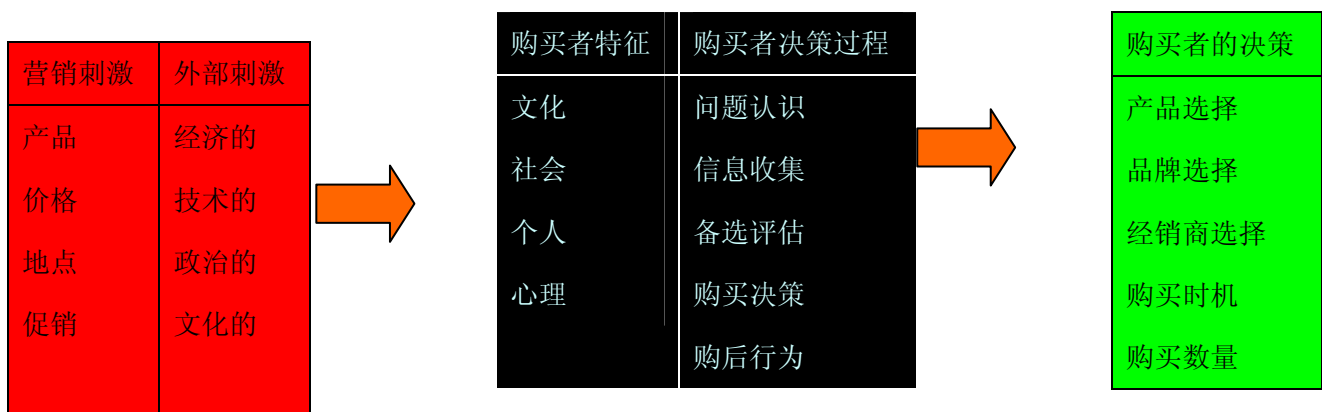 营销刺激 外部刺激
产品 经济的
价格 技术的
地点 政治的
促销 文化的
购买者特征 购买者决策过程
文化 问题认识
社会 信息收集
个人 备选评估
心理 购买决策
购后行为
购买者的决策
产品选择
品牌选择
经销商选择
购买时机
购买数量